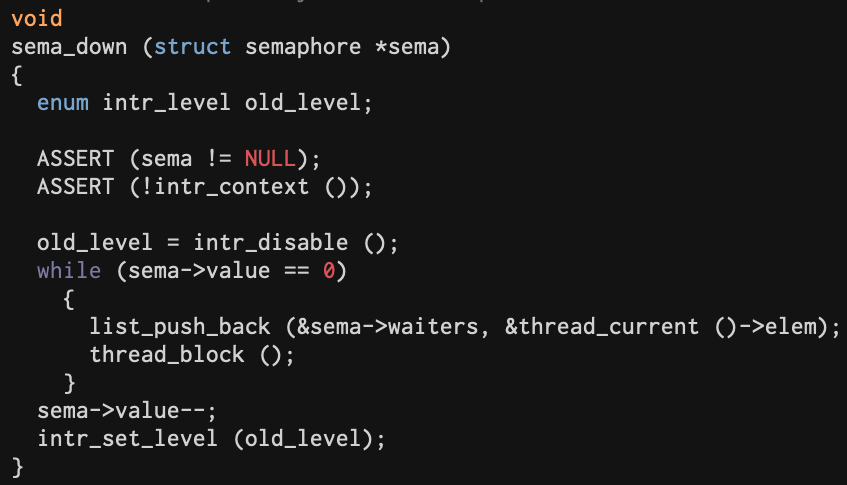 void
sema_down (struct semaphore *sema)
{
  enum intr_level old_level;

  ASSERT (sema != NULL);
  ASSERT (!intr_context ());

  old_level = intr_disable ();
  while (sema->value == 0)
    {
      list_push_back (&sema->waiters, &thread_current ()->elem);
      thread_block ();
    }
  sema->value--;
  intr_set_level (old_level);
}